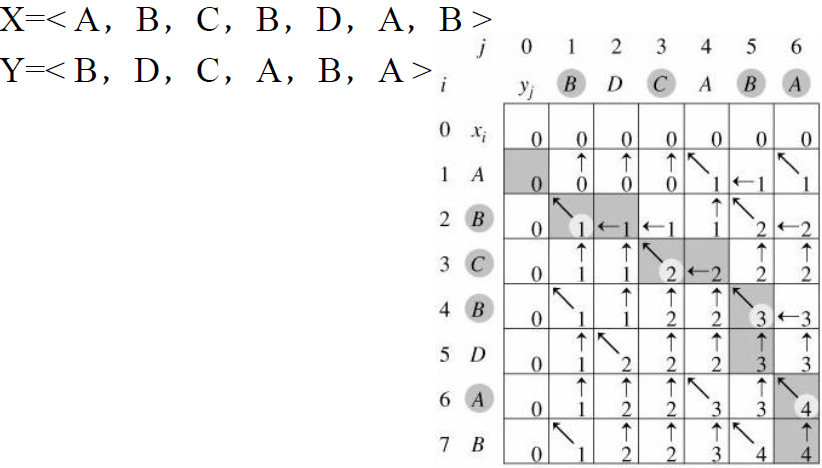 X=< A， B， C， B， D， A， B >
Y=< B， D， C， A， B， A >
j 0 1 2 3 4 5 6
i yj B D C A B A
0 xi 0 0 0 0 0 0 0
1 A 0 ↑0 ↑0 ↑0 ↖1 ←1 ↖1
2 B 0 ↖1 ←1 ←1 ↑1 ↖2 ←2
3 C 0 ↑1 ↑1 ↖2 ←2 ↑2 ↑2
4 B 0 ↖1 ↑1 ↑2 ↑2 ↖3 ←3
5 D 0 ↑1 ↖2 ↑2 ↑2 ↑3 ↑3
6 A 0 ↑1 ↑2 ↑2 ↖3 ↑3 ↖4
7 B 0 ↖1 ↑2 ↑2 ↑3 ↖4 ↑4